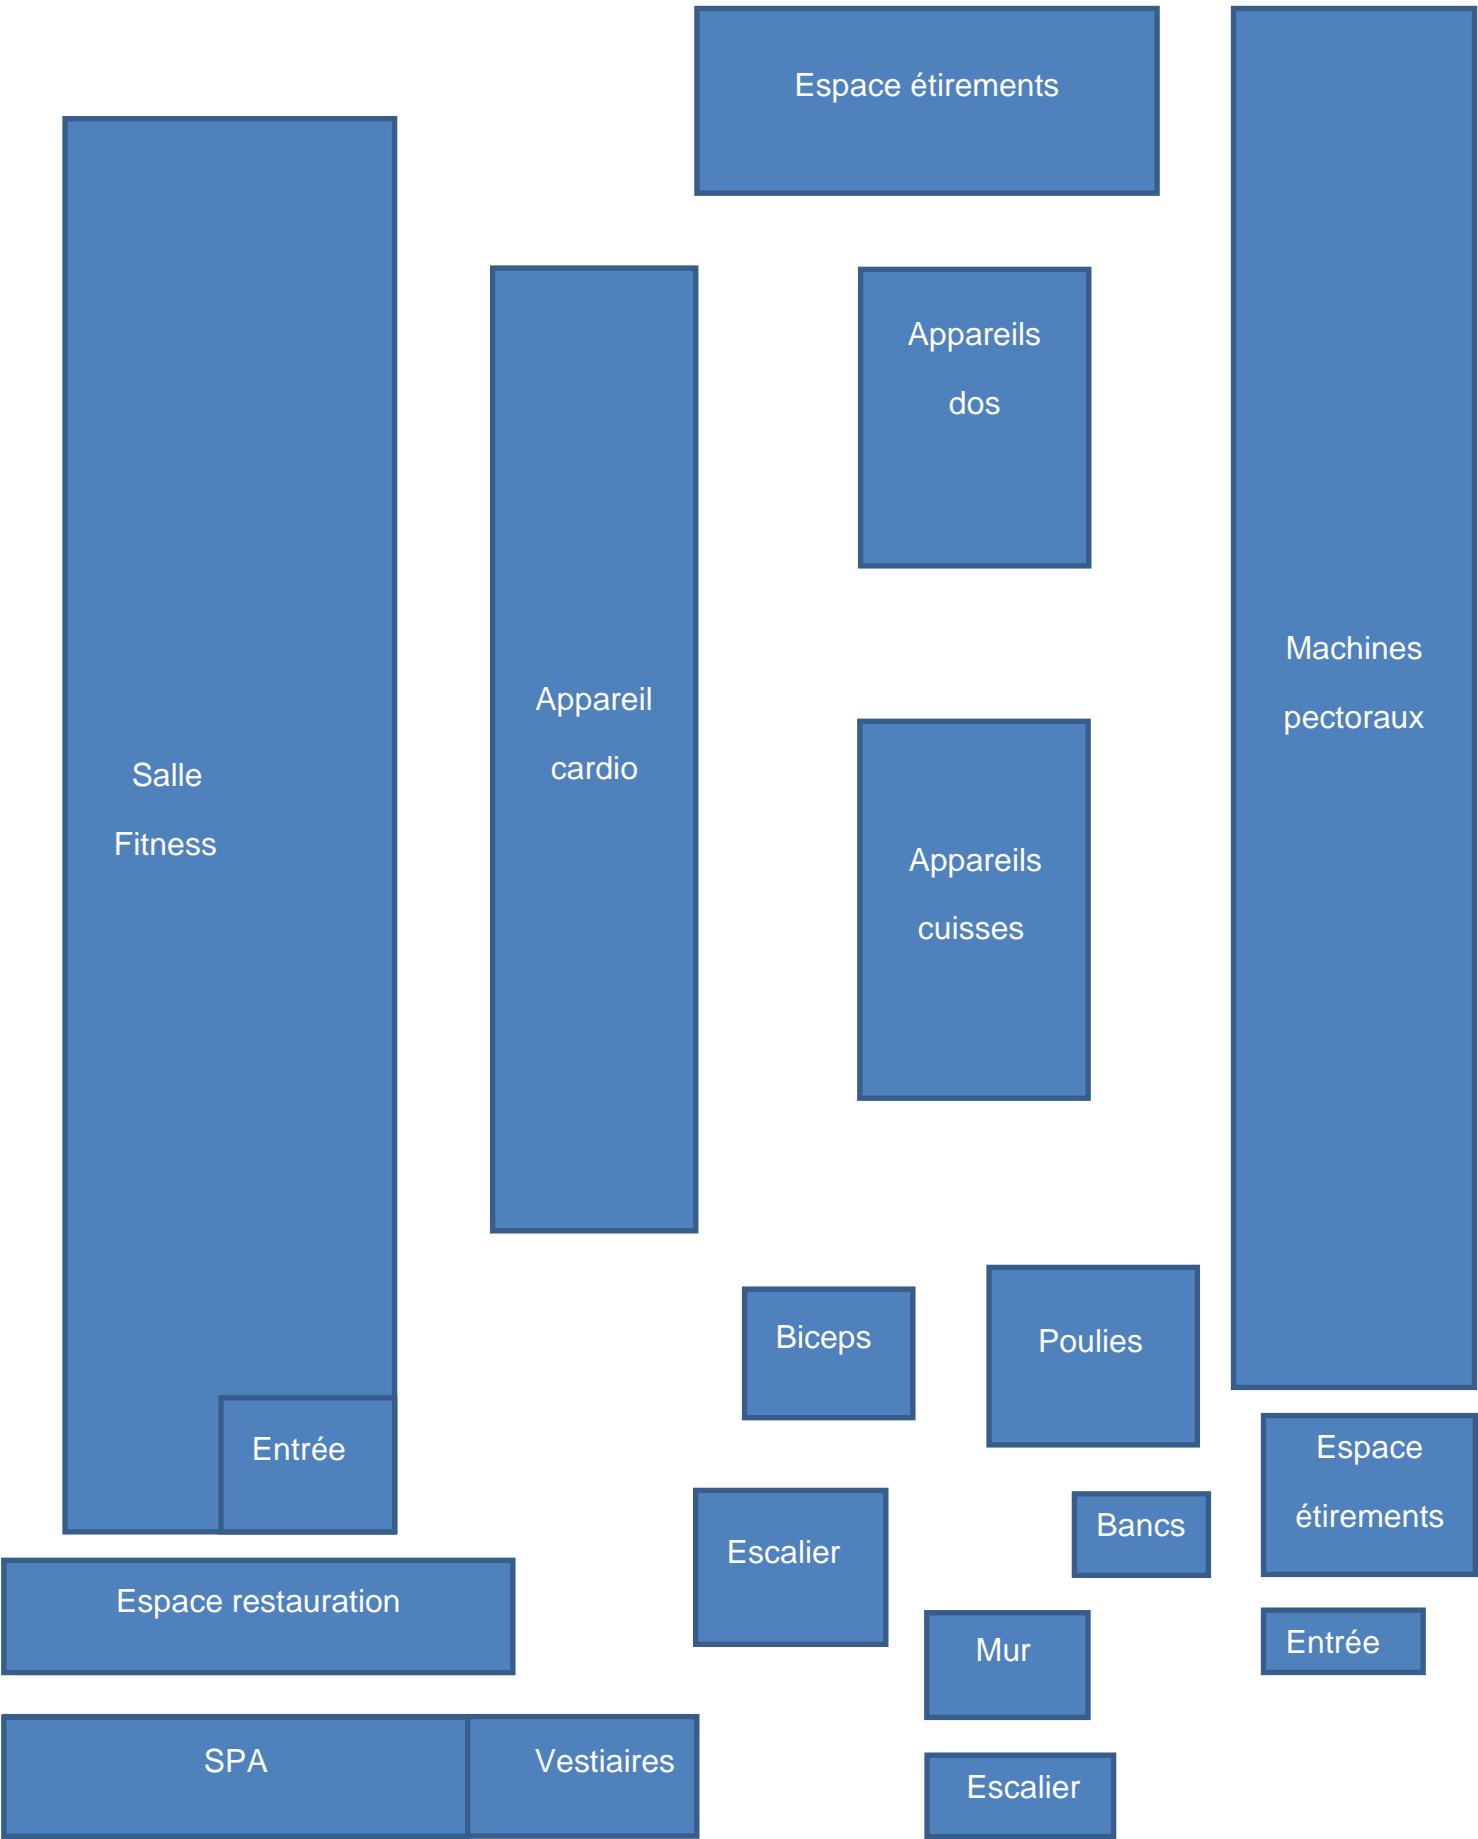 Espace étirements
Appareils
dos
Machines
pectoraux
Appareil
cardio
Salle
Fitness
Appareils
cuisses
Biceps
Poulies
Entrée
Espace
étirements
Bancs
Escalier
Espace restauration
Mur
Entrée
SPA
Vestiaires
Escalier